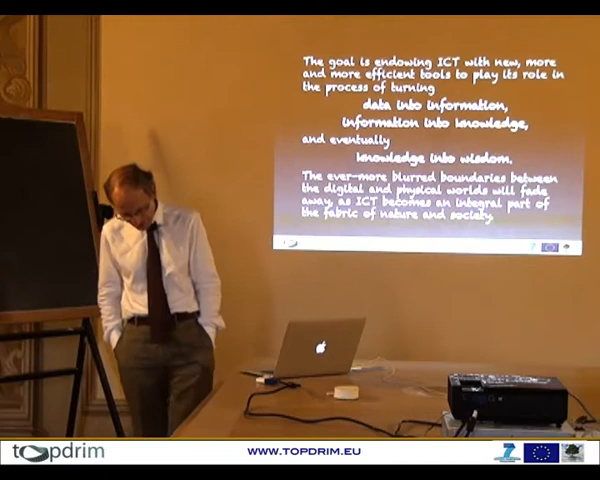 The goal is endowing ICT with new, more
and more efficient tools to play its role in
the process of turning
data into information,
information into knowledge,
and eventually
knowledge into wisdom.
The ever-more blurred boundaries between
the digital and physical worlds will fade
away, as ICT becomes an integral part of
the fabric of nature and society.
topdrim
WWW.TOPDRIM.EU